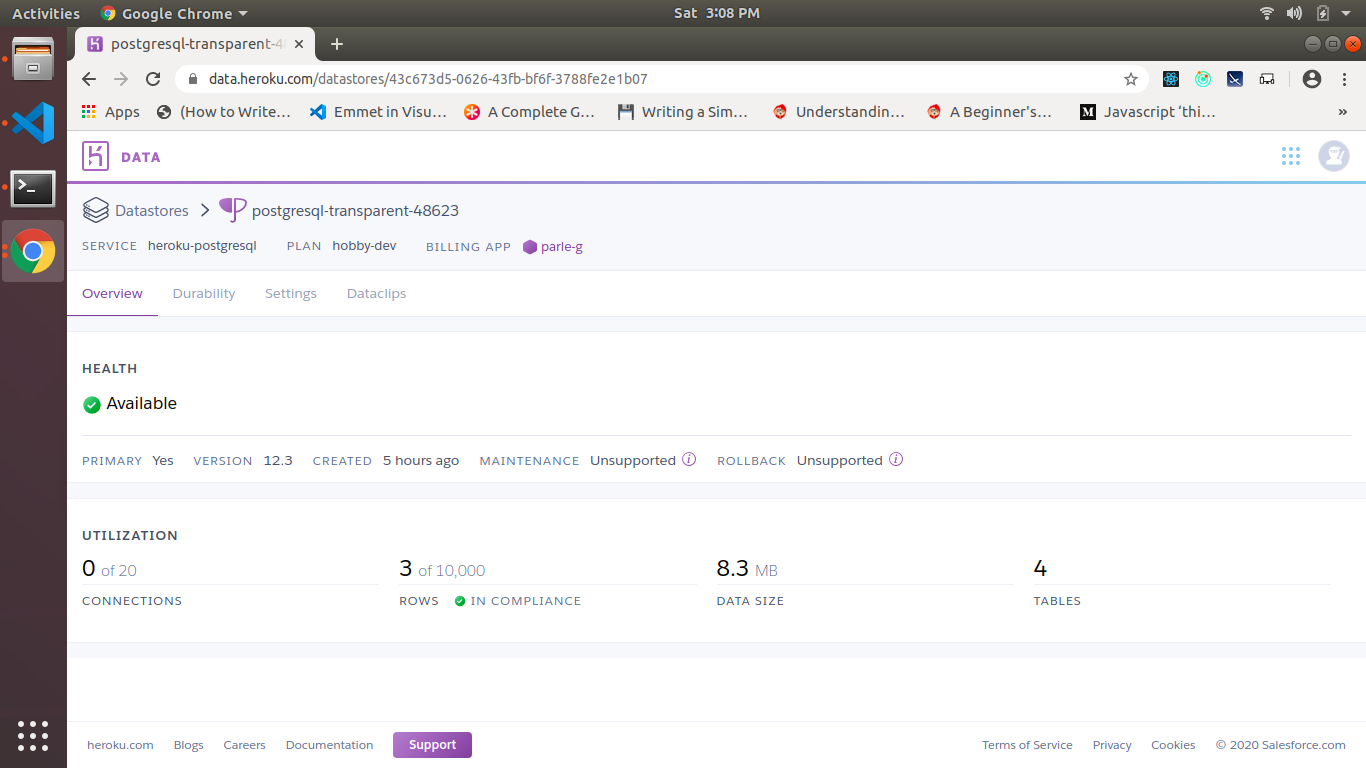 Activities Google Chrome Sat 3:08 PM
postgresql-transparent-4
data.heroku.com/datastores/43c673d5-0626-43fb-bf6f-3788fe2e1b07
Apps (How to Write... Emmet in Visu... A Complete G... Writing a Sim... Understandin... A Beginner's... M Javascript ‘thi... »
DATA
Datastores > postgresql-transparent-48623
SERVICE heroku-postgresql PLAN hobby-dev BILLING APP parle-g
Overview Durability Settings Dataclips
HEALTH
Available
PRIMARY Yes VERSION 12.3 CREATED 5 hours ago MAINTENANCE Unsupported i ROLLBACK Unsupported i
UTILIZATION
0 of 20 3 of 10,000 8.3 MB 4
CONNECTIONS ROWS IN COMPLIANCE DATA SIZE TABLES
heroku.com Blogs Careers Documentation Support Terms of Service Privacy Cookies © 2020 Salesforce.com